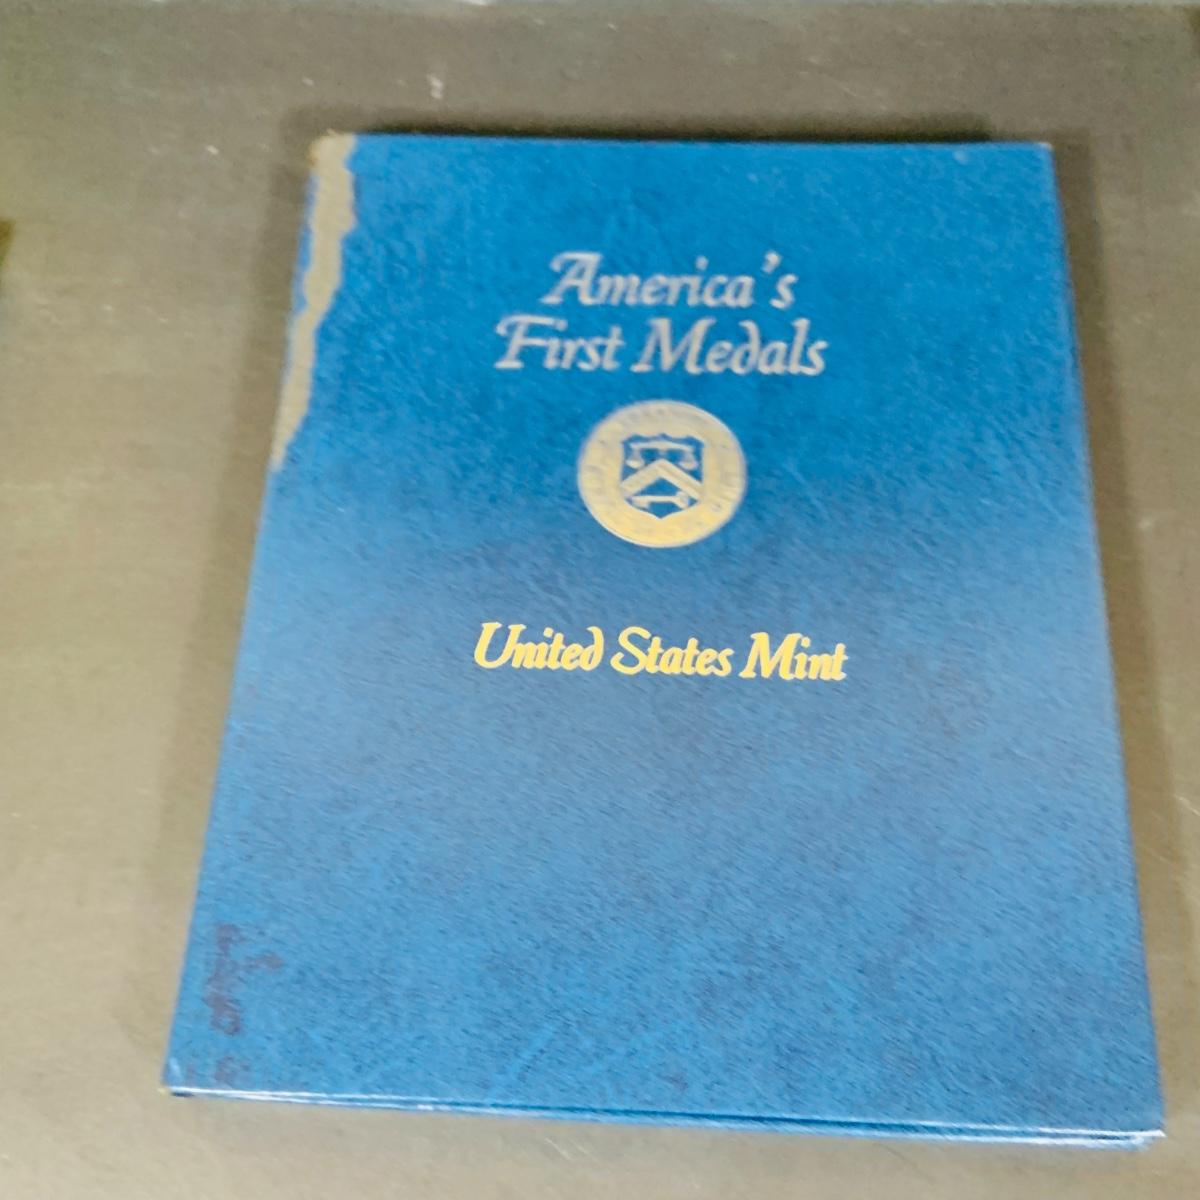 America's
First Medals
United States Mint